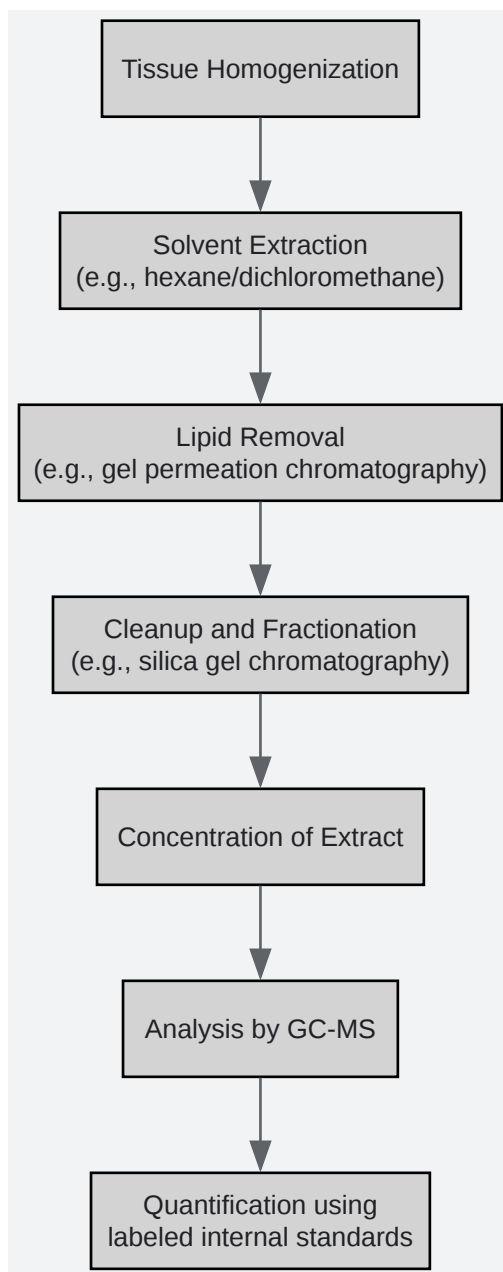 Tissue Homogenization
Solvent Extraction
(e.g., hexane/dichloromethane)
Lipid Removal
(e.g., gel permeation chromatography)
Cleanup and Fractionation
(e.g., silica gel chromatography)
Concentration of Extract
Analysis by GC-MS
Quantification using
labeled internal standards